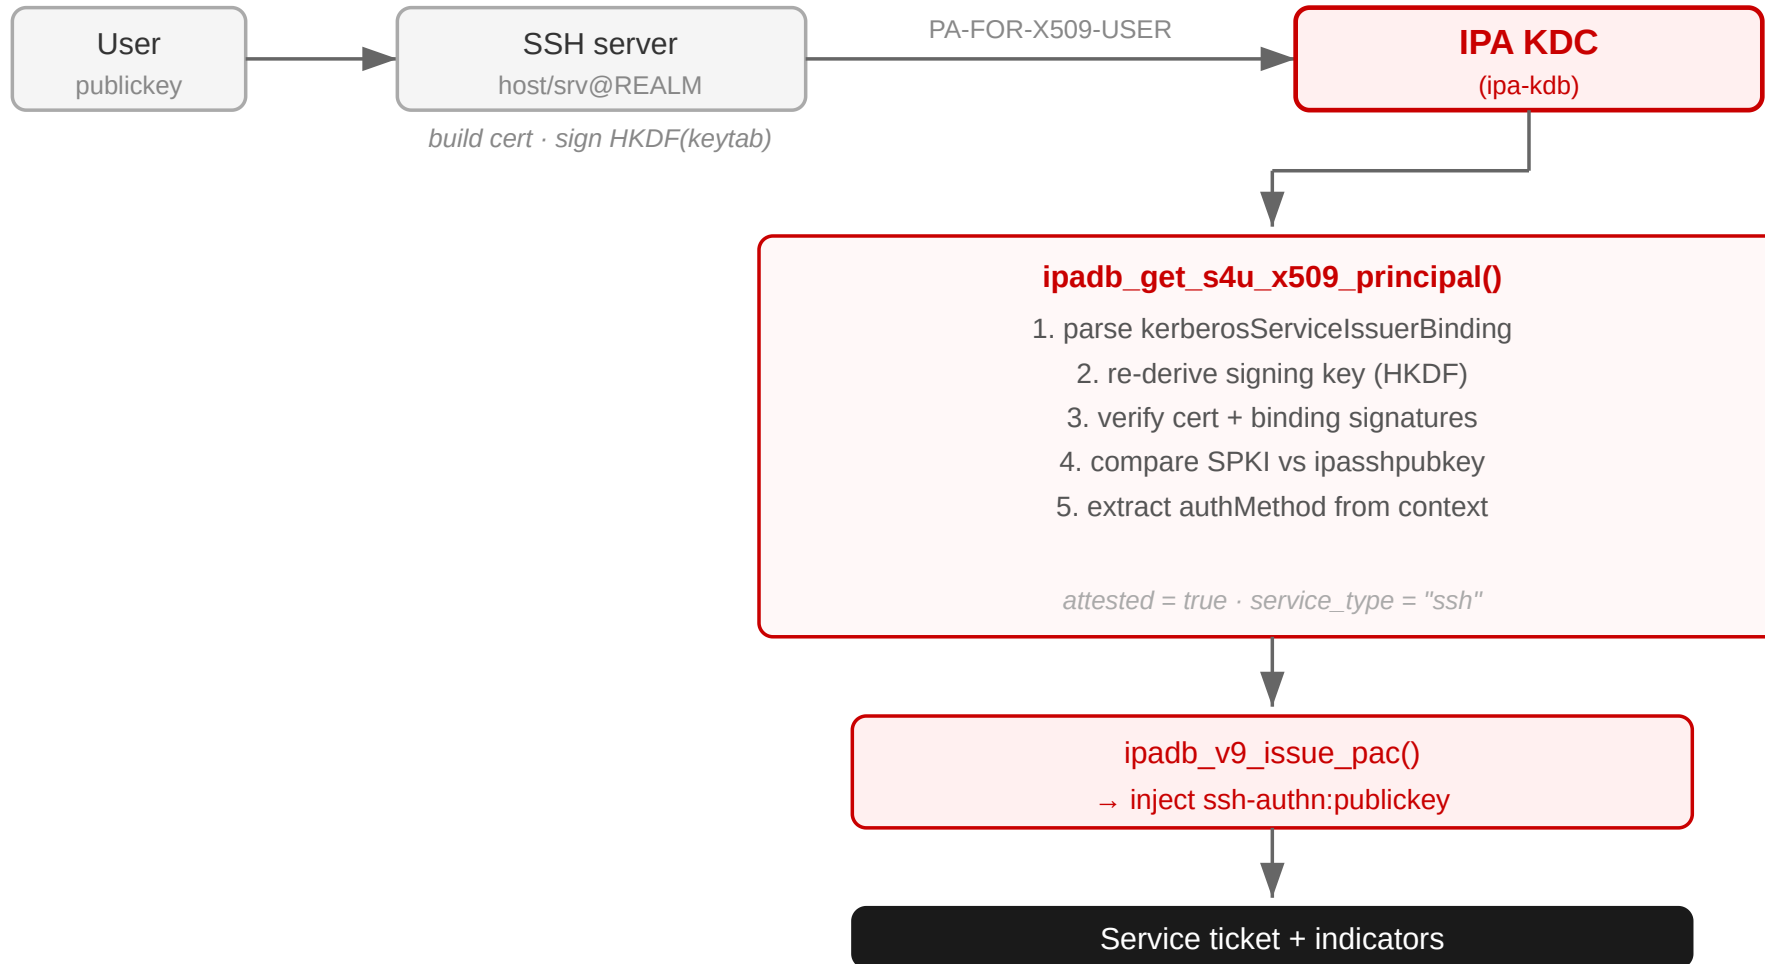 User
publickey
SSH server
host/srv@REALM
build cert · sign HKDF(keytab)
PA-FOR-X509-USER
IPA KDC
(ipa-kdb)
ipadb_get_s4u_x509_principal()
1. parse kerberosServiceIssuerBinding
2. re-derive signing key (HKDF)
3. verify cert + binding signatures
4. compare SPKI vs ipasshpubkey
5. extract authMethod from context
attested = true · service_type = "ssh"
ipadb_v9_issue_pac()
→ inject ssh-authn:publickey
Service ticket + indicators